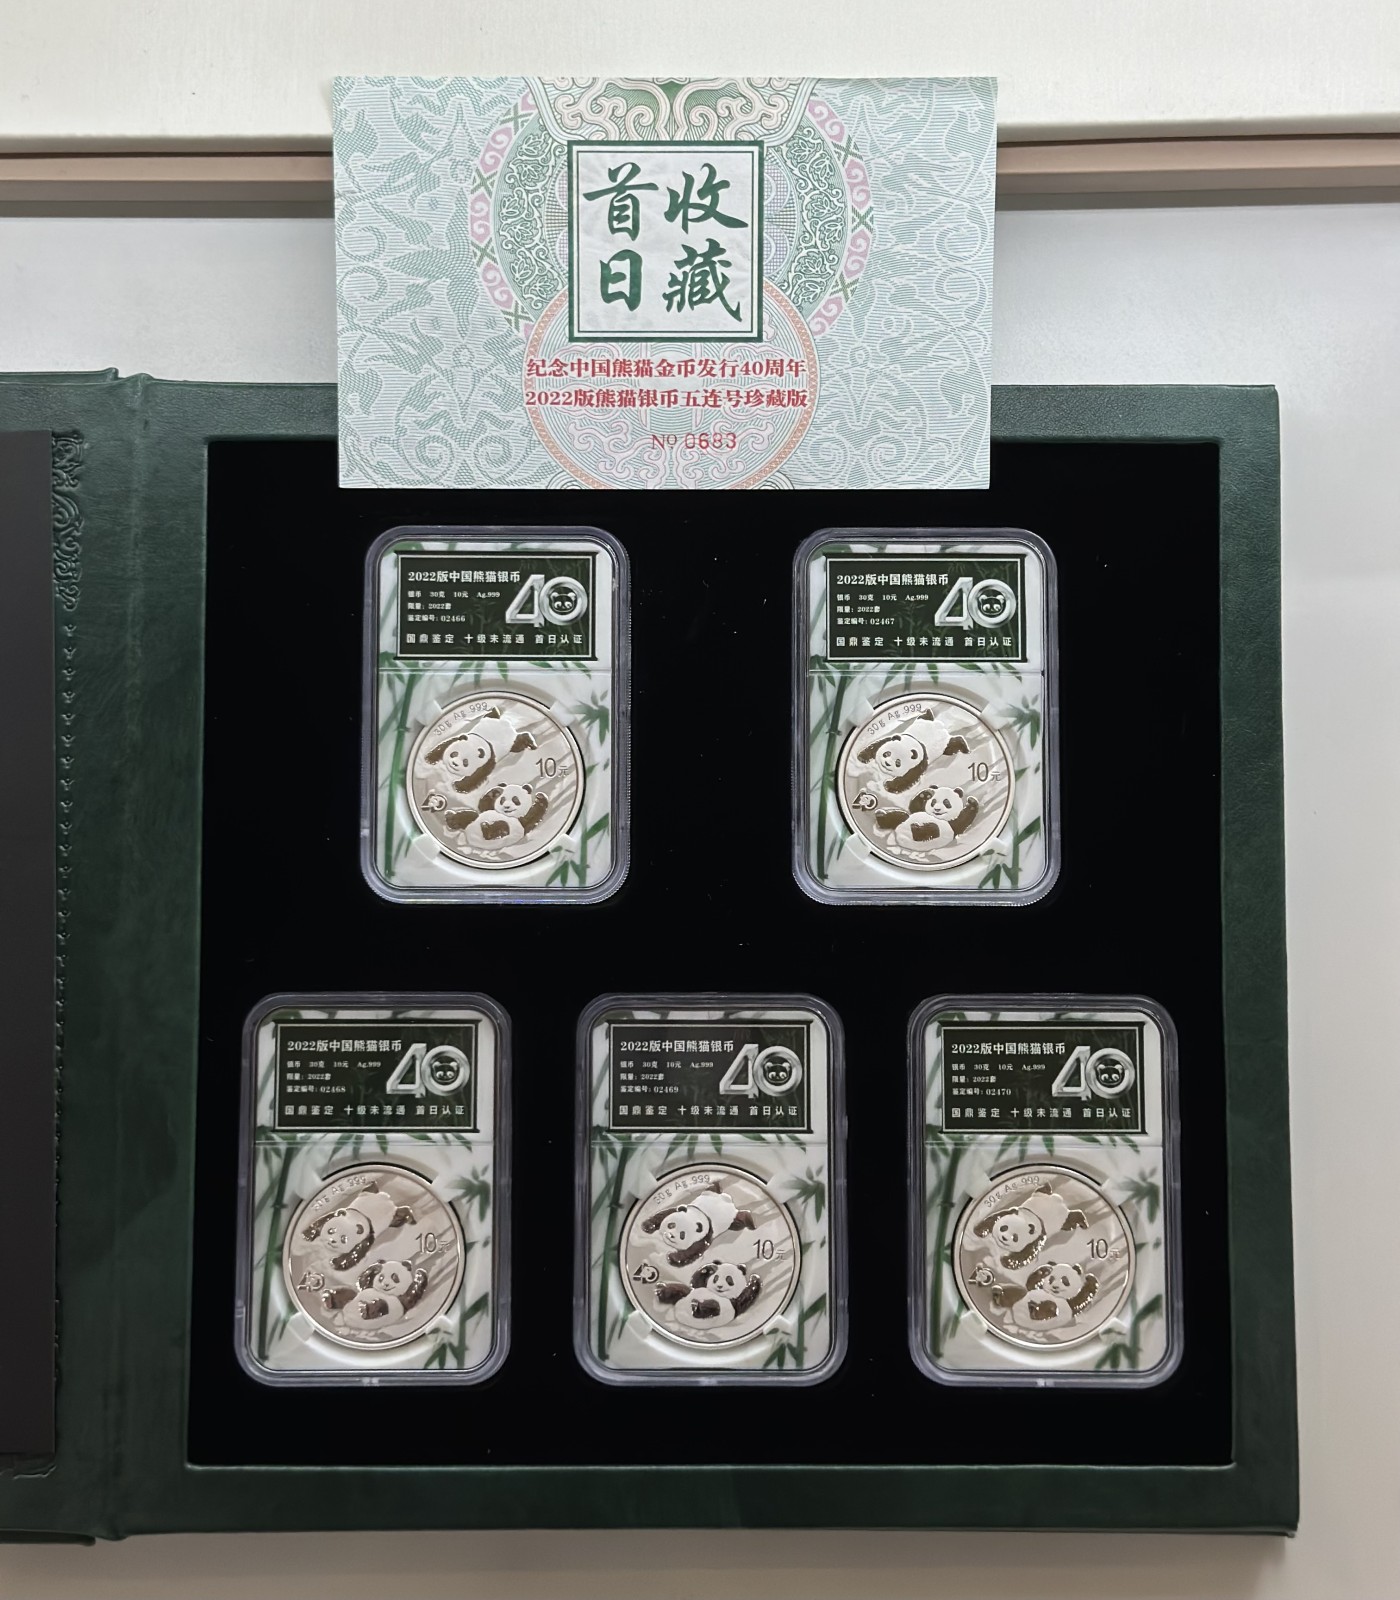 首收
日藏
纪念中国熊猫金币发行40周年
2022版熊猫银币五连号珍藏版
NO 0683
2022版中国熊猫银币
银币 30克 10元 Ag.999
限量：2022套
鉴定编号：02466
40
国鼎鉴定 十级未流通 首日认证
30g Ag 999
10元
40
2022版中国熊猫银币
银币 30克 10元 Ag.999
限量：2022套
鉴定编号：02467
40
国鼎鉴定 十级未流通 首日认证
30g Ag 999
10元
40
2022版中国熊猫银币
银币 30克 10元 Ag.999
限量：2022套
鉴定编号：02468
40
国鼎鉴定 十级未流通 首日认证
30g Ag 999
10元
40
2022版中国熊猫银币
银币 30克 10元 Ag.999
限量：2022套
鉴定编号：02469
40
国鼎鉴定 十级未流通 首日认证
30g Ag 999
10元
40
2022版中国熊猫银币
银币 30克 10元 Ag.999
限量：2022套
鉴定编号：02470
40
国鼎鉴定 十级未流通 首日认证
30g Ag 999
10元
40